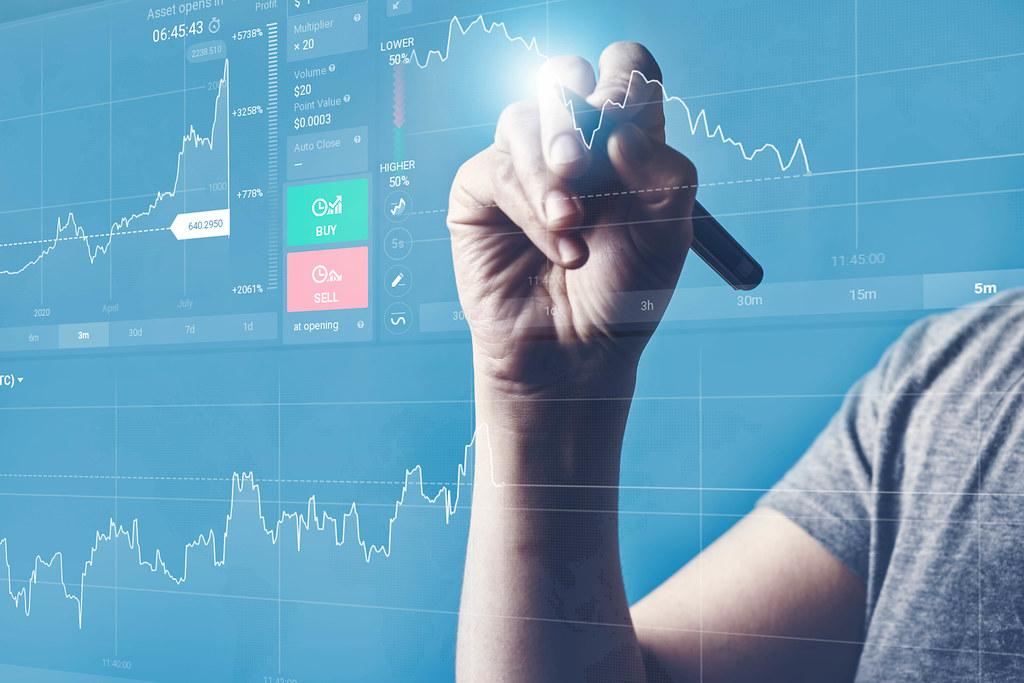 Asset opens in
06:45:43
2238.510
200
1000
640.2950
2020
April
July
6m
3m
30d
7d
1d
Profit
+5738%
+3258%
+778%
+2061%
Multiplier
× 20
Volume
$20
Point Value
$0.0003
Auto Close
–
BUY
SELL
at opening
LOWER
50%
HIGHER
50%
5s
11:45:00
30
1d
3h
30m
15m
5m
TC)
11:40:00